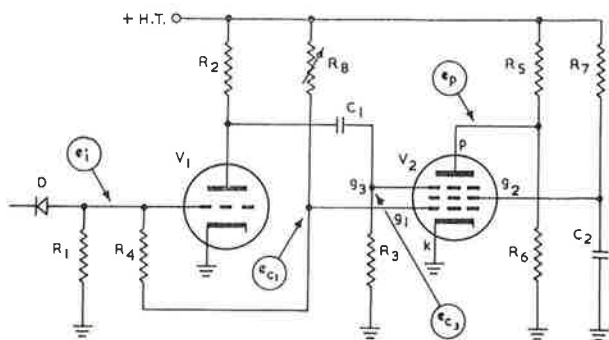 + H.T.
R2
R8
R5
R7
ep
C1
V1
V2
p
ei
D
g3
g2
g1
k
R1
R4
ec1
R3
R6
C2
ec3